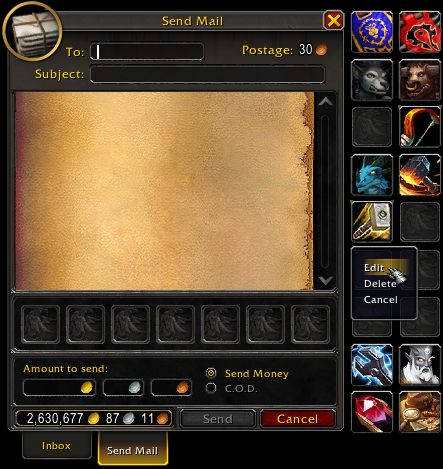 Send Mail
To:
Postage: 30
Subject:
Edit
Delete
Cancel
Amount to send:
Send Money
C.O.D.
2,630,677 87 11
Send
Cancel
Inbox
Send Mail